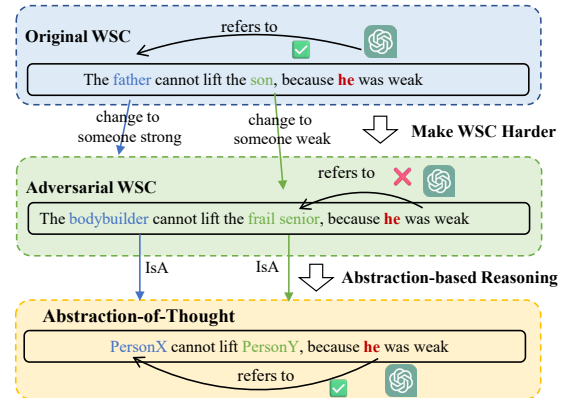 refers to
Original WSC
The father cannot lift the son, because he was weak
change to
someone strong
change to
someone weak
Make WSC Harder
refers to
Adversarial WSC
The bodybuilder cannot lift the frail senior, because he was weak
IsA
IsA
Abstraction-based Reasoning
Abstraction-of-Thought
PersonX cannot lift PersonY, because he was weak
refers to